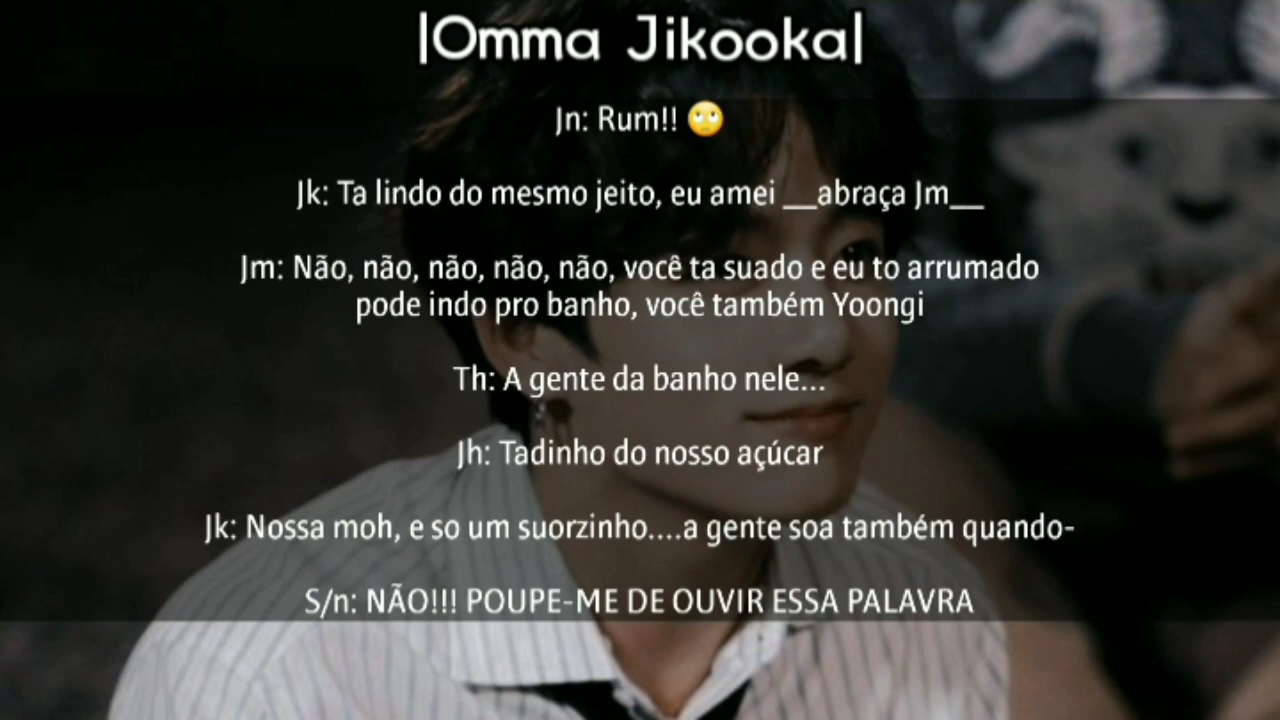 |Omma Jikooka|
Jn: Rum!! 🙄
Jk: Ta lindo do mesmo jeito, eu amei __abraça Jm__
Jm: Não, não, não, não, não, você ta suado e eu to arrumado
pode indo pro banho, você também Yoongi
Th: A gente da banho nele...
Jh: Tadinho do nosso açúcar
Jk: Nossa moh, e so um suorzinho....a gente soa também quando-
S/n: NÃO!!! POUPE-ME DE OUVIR ESSA PALAVRA